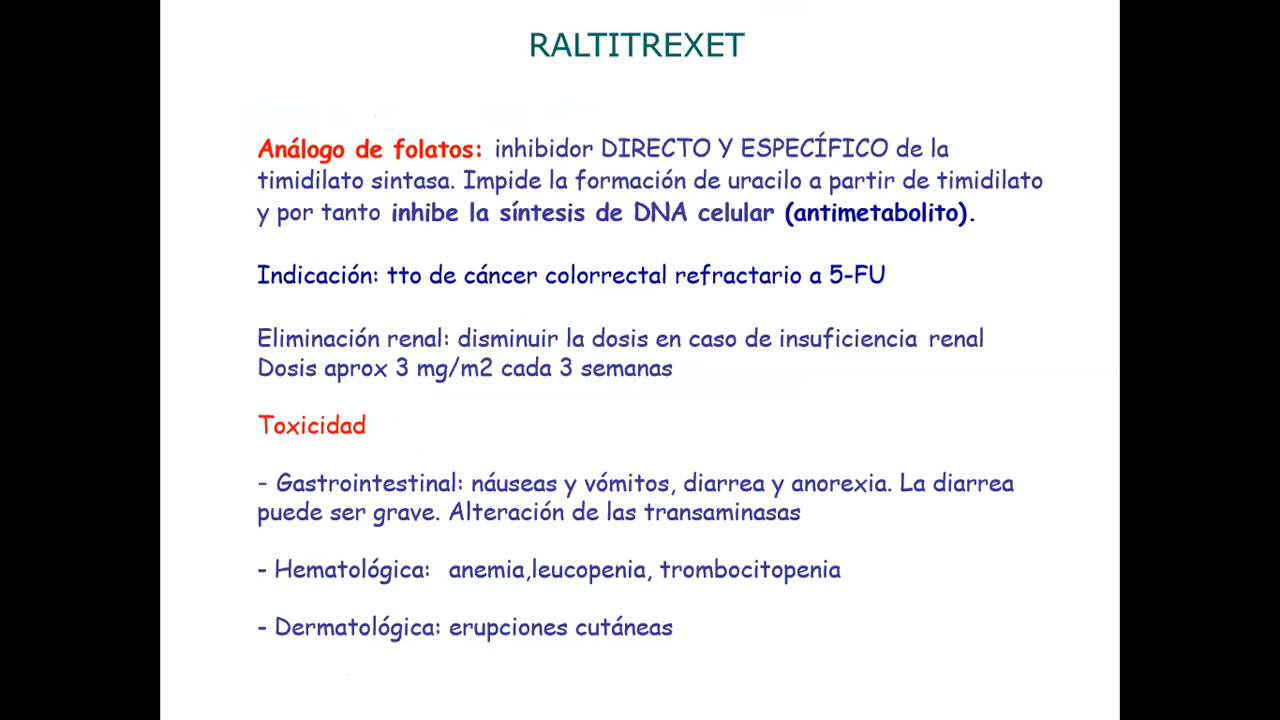 RALTITREXET
Análogo de folatos: inhibidor DIRECTO Y ESPECÍFICO de la
timidilato sintasa. Impide la formación de uracilo a partir de timidilato
y por tanto inhibe la síntesis de DNA celular (antimetabolito).
Indicación: tto de cáncer colorrectal refractario a 5-FU
Eliminación renal: disminuir la dosis en caso de insuficiencia renal
Dosis aprox 3 mg/m2 cada 3 semanas
Toxicidad
- Gastrointestinal: náuseas y vómitos, diarrea y anorexia. La diarrea
puede ser grave. Alteración de las transaminasas
- Hematológica: anemia,leucopenia, trombocitopenia
- Dermatológica: erupciones cutáneas